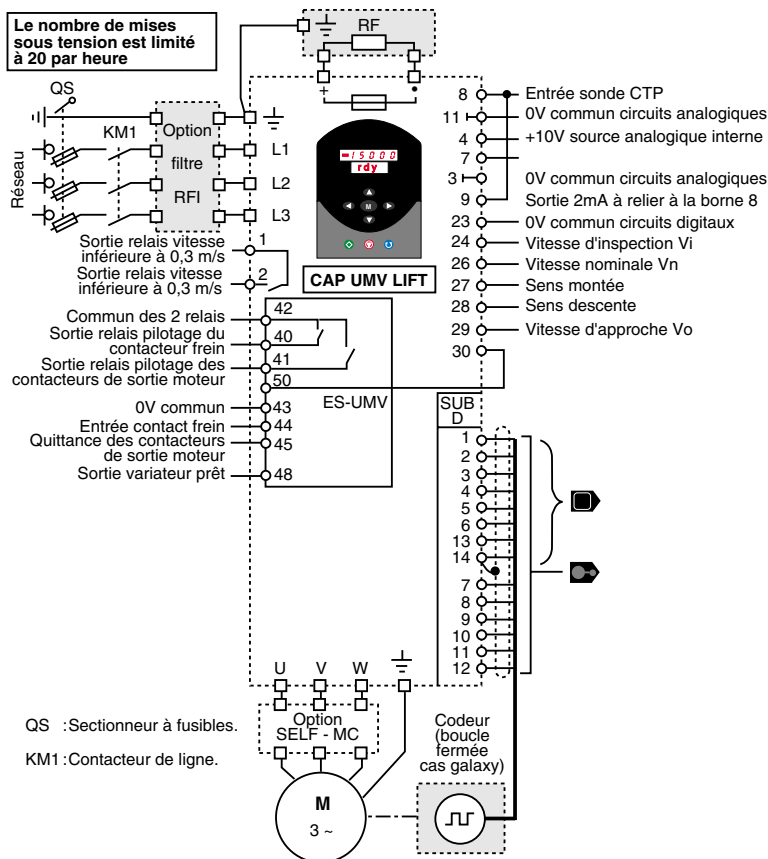 Le nombre de mises
sous tension est limité
à 20 par heure
RF
+
QS
KM1
Option
filtre
RFI
Réseau
L1
L2
L3
-15000
rdy
M
CAP UMV LIFT
8 Entrée sonde CTP
11 0V commun circuits analogiques
4 +10V source analogique interne
7
3 0V commun circuits analogiques
9 Sortie 2mA à relier à la borne 8
23 0V commun circuits digitaux
24 Vitesse d'inspection Vi
26 Vitesse nominale Vn
27 Sens montée
28 Sens descente
29 Vitesse d'approche Vo
30
Sortie relais vitesse
inférieure à 0,3 m/s
1
Sortie relais vitesse
inférieure à 0,3 m/s
2
Commun des 2 relais
42
Sortie relais pilotage du
contacteur frein
40
Sortie relais pilotage des
contacteurs de sortie moteur
41
50
ES-UMV
0V commun
43
Entrée contact frein
44
Quittance des contacteurs
de sortie moteur
45
Sortie variateur prêt
48
SUB
D
1
2
3
4
5
6
13
14
7
8
9
10
11
12
U V W
Option
SELF - MC
M
3 ~
Codeur
(boucle
fermée
cas galaxy)
QS :Sectionneur à fusibles.
KM1 :Contacteur de ligne.